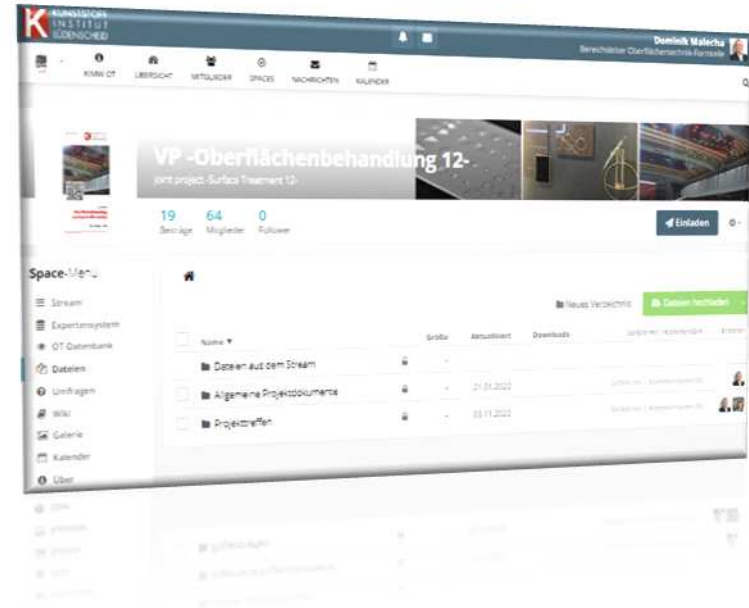 KUNSTSTOFF
INSTITUT
LÜDENSCHEID
Dominik Malecha
Bereichsleiter Oberflächentechnik-Formteile
KIMW-OT
ÜBERSICHT
MITGLIEDER
SPACES
NACHRICHTEN
KALENDER
VP -Oberflächenbehandlung 12-
joint project -Surface Treatment 12-
19
64
0
Beiträge
Mitglieder
Follower
Einladen
Space-Menü
Stream
Expertensystem
OT-Datenbank
Dateien
Umfragen
Wiki
Galerie
Kalender
Über
Neues Verzeichnis
Dateien hochladen
Name
Größe
Aktualisiert
Downloads
Dateien aus dem Stream
-
Allgemeine Projektdokumente
-
21.01.2022
Projekttreffen
-
03.11.2022